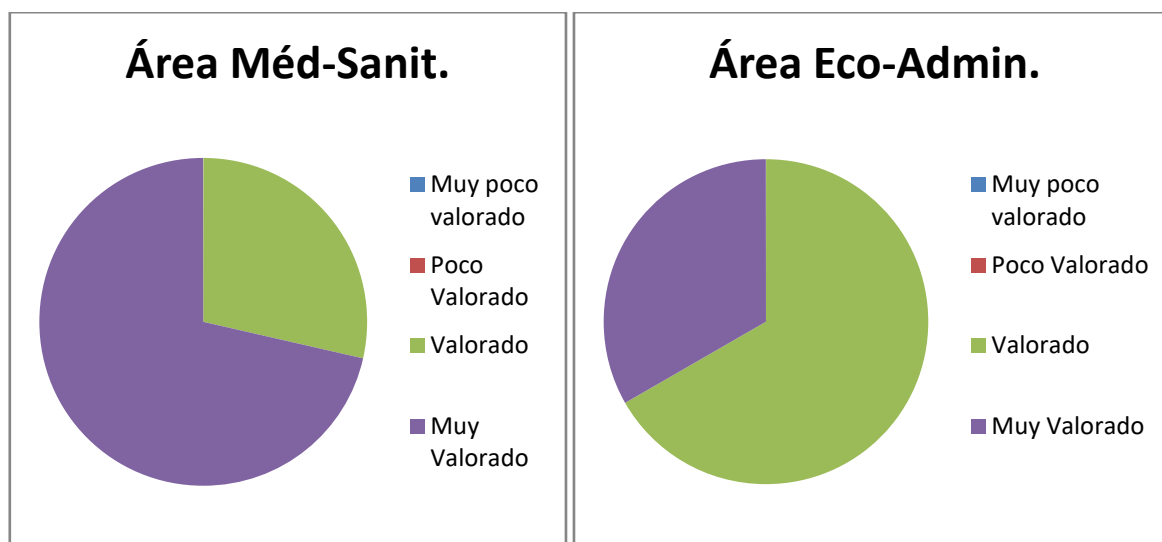 Área Méd-Sanit.
Muy poco
valorado
Poco
Valorado
Valorado
Muy
Valorado
Área Eco-Admin.
Muy poco
valorado
Poco Valorado
Valorado
Muy Valorado